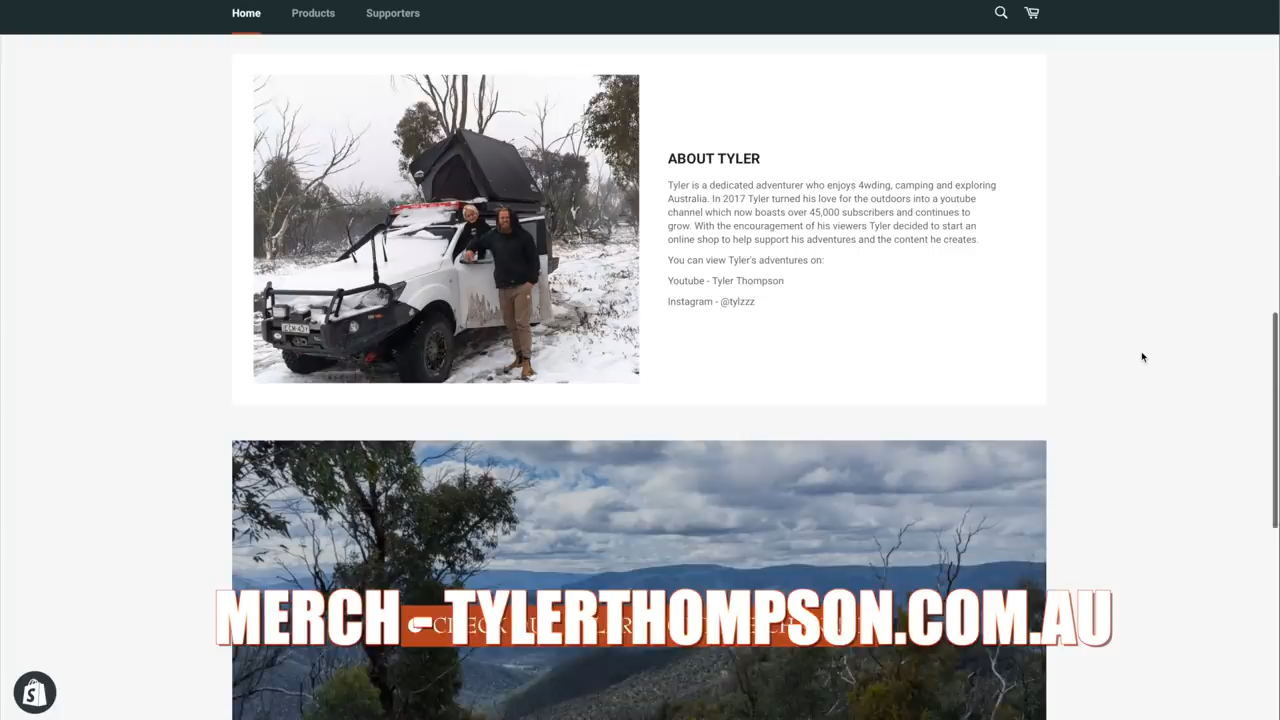 Home Products Supporters
ABOUT TYLER
Tyler is a dedicated adventurer who enjoys 4wding, camping and exploring
Australia. In 2017 Tyler turned his love for the outdoors into a youtube
channel which now boasts over 45,000 subscribers and continues to
grow. With the encouragement of his viewers Tyler decided to start an
online shop to help support his adventures and the content he creates.
You can view Tyler's adventures on:
Youtube - Tyler Thompson
Instagram - @tylzzz
MERCH - TYLERTHOMPSON.COM.AU